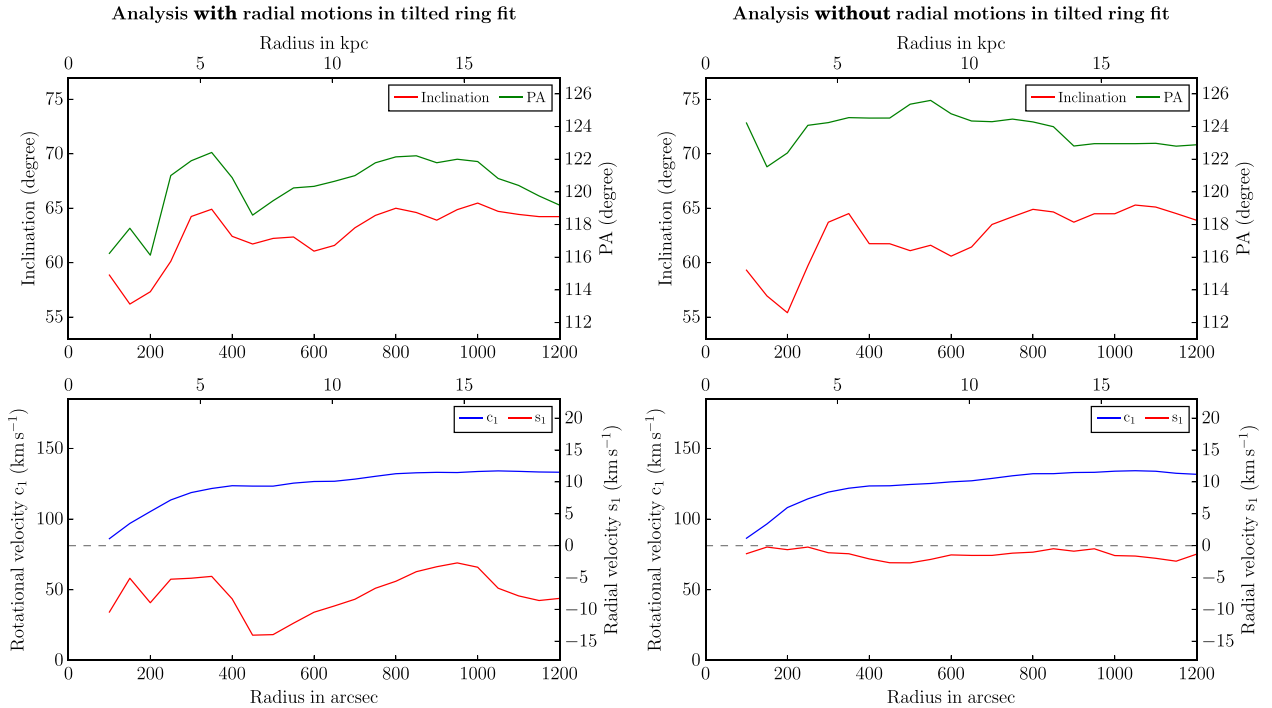 Analysis with radial motions in tilted ring fit
Radius in kpc
0 5 10 15
Inclination (degree)
75
70
65
60
55
Inclination PA
126
124
122
120
118
116
114
112
PA (degree)
0 200 400 600 800 1000 1200
0 5 10 15
Rotational velocity c₁ (km s⁻¹)
150
100
50
0
c₁ s₁
20
15
10
5
0
−5
−10
−15
Radial velocity s₁ (km s⁻¹)
0 200 400 600 800 1000 1200
Radius in arcsec
Analysis without radial motions in tilted ring fit
Radius in kpc
0 5 10 15
Inclination (degree)
75
70
65
60
55
Inclination PA
126
124
122
120
118
116
114
112
PA (degree)
0 200 400 600 800 1000 1200
0 5 10 15
Rotational velocity c₁ (km s⁻¹)
150
100
50
0
c₁ s₁
20
15
10
5
0
−5
−10
−15
Radial velocity s₁ (km s⁻¹)
0 200 400 600 800 1000 1200
Radius in arcsec